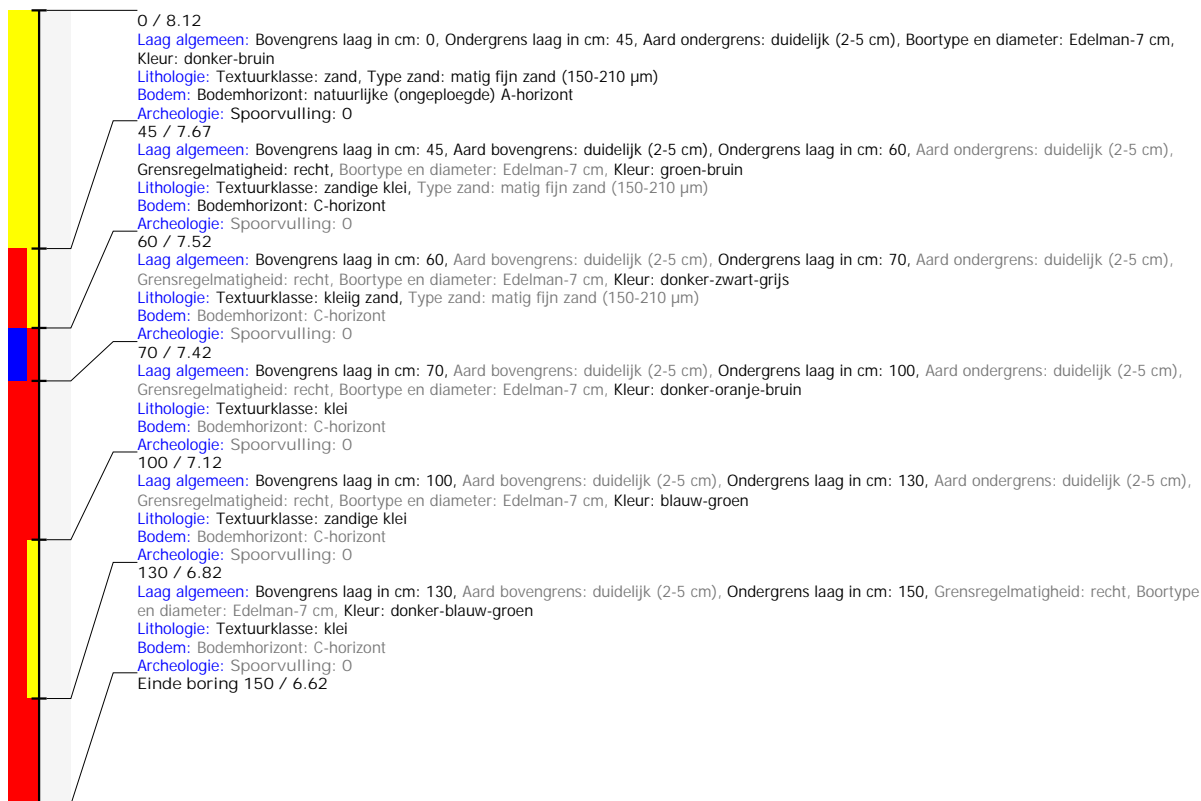 0 / 8.12
Laag algemeen: Bovengrens laag in cm: 0, Ondergrens laag in cm: 45, Aard ondergrens: duidelijk (2-5 cm), Boortype en diameter: Edelman-7 cm,
Kleur: donker-bruin
Lithologie: Textuurklasse: zand, Type zand: matig fijn zand (150-210 µm)
Bodem: Bodemhorizont: natuurlijke (ongeploegde) A-horizont
Archeologie: Spoorvulling: 0
45 / 7.67
Laag algemeen: Bovengrens laag in cm: 45, Aard bovengrens: duidelijk (2-5 cm), Ondergrens laag in cm: 60, Aard ondergrens: duidelijk (2-5 cm),
Grensregelmatigheid: recht, Boortype en diameter: Edelman-7 cm, Kleur: groen-bruin
Lithologie: Textuurklasse: zandige klei, Type zand: matig fijn zand (150-210 µm)
Bodem: Bodemhorizont: C-horizont
Archeologie: Spoorvulling: 0
60 / 7.52
Laag algemeen: Bovengrens laag in cm: 60, Aard bovengrens: duidelijk (2-5 cm), Ondergrens laag in cm: 70, Aard ondergrens: duidelijk (2-5 cm),
Grensregelmatigheid: recht, Boortype en diameter: Edelman-7 cm, Kleur: donker-zwart-grijs
Lithologie: Textuurklasse: kleiig zand, Type zand: matig fijn zand (150-210 µm)
Bodem: Bodemhorizont: C-horizont
Archeologie: Spoorvulling: 0
70 / 7.42
Laag algemeen: Bovengrens laag in cm: 70, Aard bovengrens: duidelijk (2-5 cm), Ondergrens laag in cm: 100, Aard ondergrens: duidelijk (2-5 cm),
Grensregelmatigheid: recht, Boortype en diameter: Edelman-7 cm, Kleur: donker-oranje-bruin
Lithologie: Textuurklasse: klei
Bodem: Bodemhorizont: C-horizont
Archeologie: Spoorvulling: 0
100 / 7.12
Laag algemeen: Bovengrens laag in cm: 100, Aard bovengrens: duidelijk (2-5 cm), Ondergrens laag in cm: 130, Aard ondergrens: duidelijk (2-5 cm),
Grensregelmatigheid: recht, Boortype en diameter: Edelman-7 cm, Kleur: blauw-groen
Lithologie: Textuurklasse: zandige klei
Bodem: Bodemhorizont: C-horizont
Archeologie: Spoorvulling: 0
130 / 6.82
Laag algemeen: Bovengrens laag in cm: 130, Aard bovengrens: duidelijk (2-5 cm), Ondergrens laag in cm: 150, Grensregelmatigheid: recht, Boortype
en diameter: Edelman-7 cm, Kleur: donker-blauw-groen
Lithologie: Textuurklasse: klei
Bodem: Bodemhorizont: C-horizont
Archeologie: Spoorvulling: 0
Einde boring 150 / 6.62